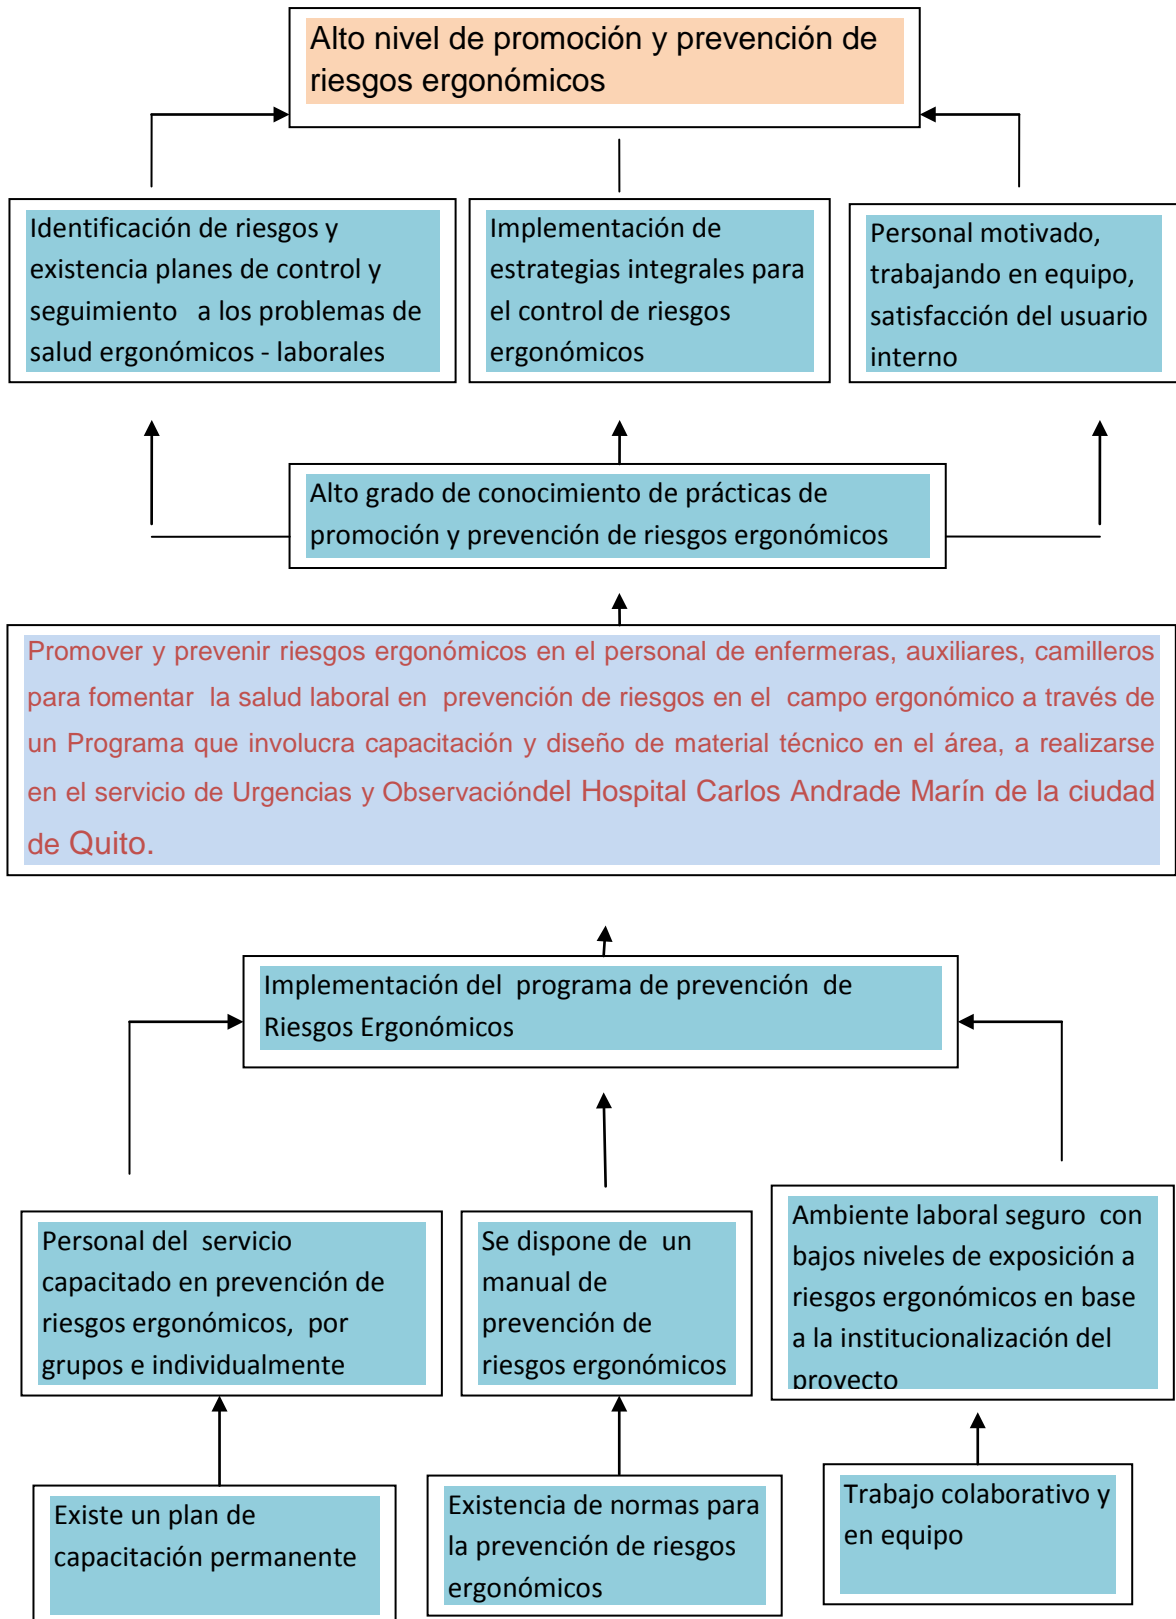 Alto nivel de promoción y prevención de
riesgos ergonómicos
Identificación de riesgos y
existencia planes de control y
seguimiento a los problemas de
salud ergonómicos - laborales
Implementación de
estrategias integrales para
el control de riesgos
ergonómicos
Personal motivado,
trabajando en equipo,
satisfacción del usuario
interno
Alto grado de conocimiento de prácticas de
promoción y prevención de riesgos ergonómicos
Promover y prevenir riesgos ergonómicos en el personal de enfermeras, auxiliares, camilleros
para fomentar la salud laboral en prevención de riesgos en el campo ergonómico a través de
un Programa que involucra capacitación y diseño de material técnico en el área, a realizarse
en el servicio de Urgencias y Observacióndel Hospital Carlos Andrade Marín de la ciudad
de Quito.
Implementación del programa de prevención de
Riesgos Ergonómicos
Personal del servicio
capacitado en prevención de
riesgos ergonómicos, por
grupos e individualmente
Se dispone de un
manual de
prevención de
riesgos ergonómicos
Ambiente laboral seguro con
bajos niveles de exposición a
riesgos ergonómicos en base
a la institucionalización del
proyecto
Existe un plan de
capacitación permanente
Existencia de normas para
la prevención de riesgos
ergonómicos
Trabajo colaborativo y
en equipo